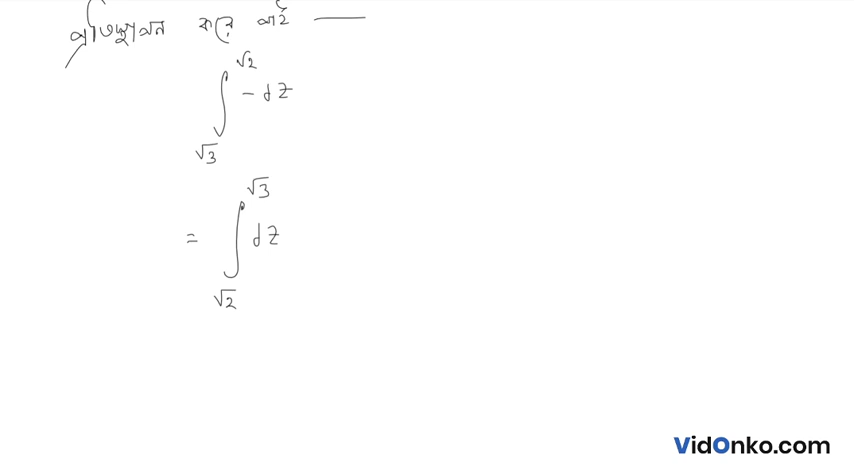 প্রতিস্থাপন করে পাই —
∫_{√3}^{√2} -dz
= ∫_{√2}^{√3} dz
VidOnko.com